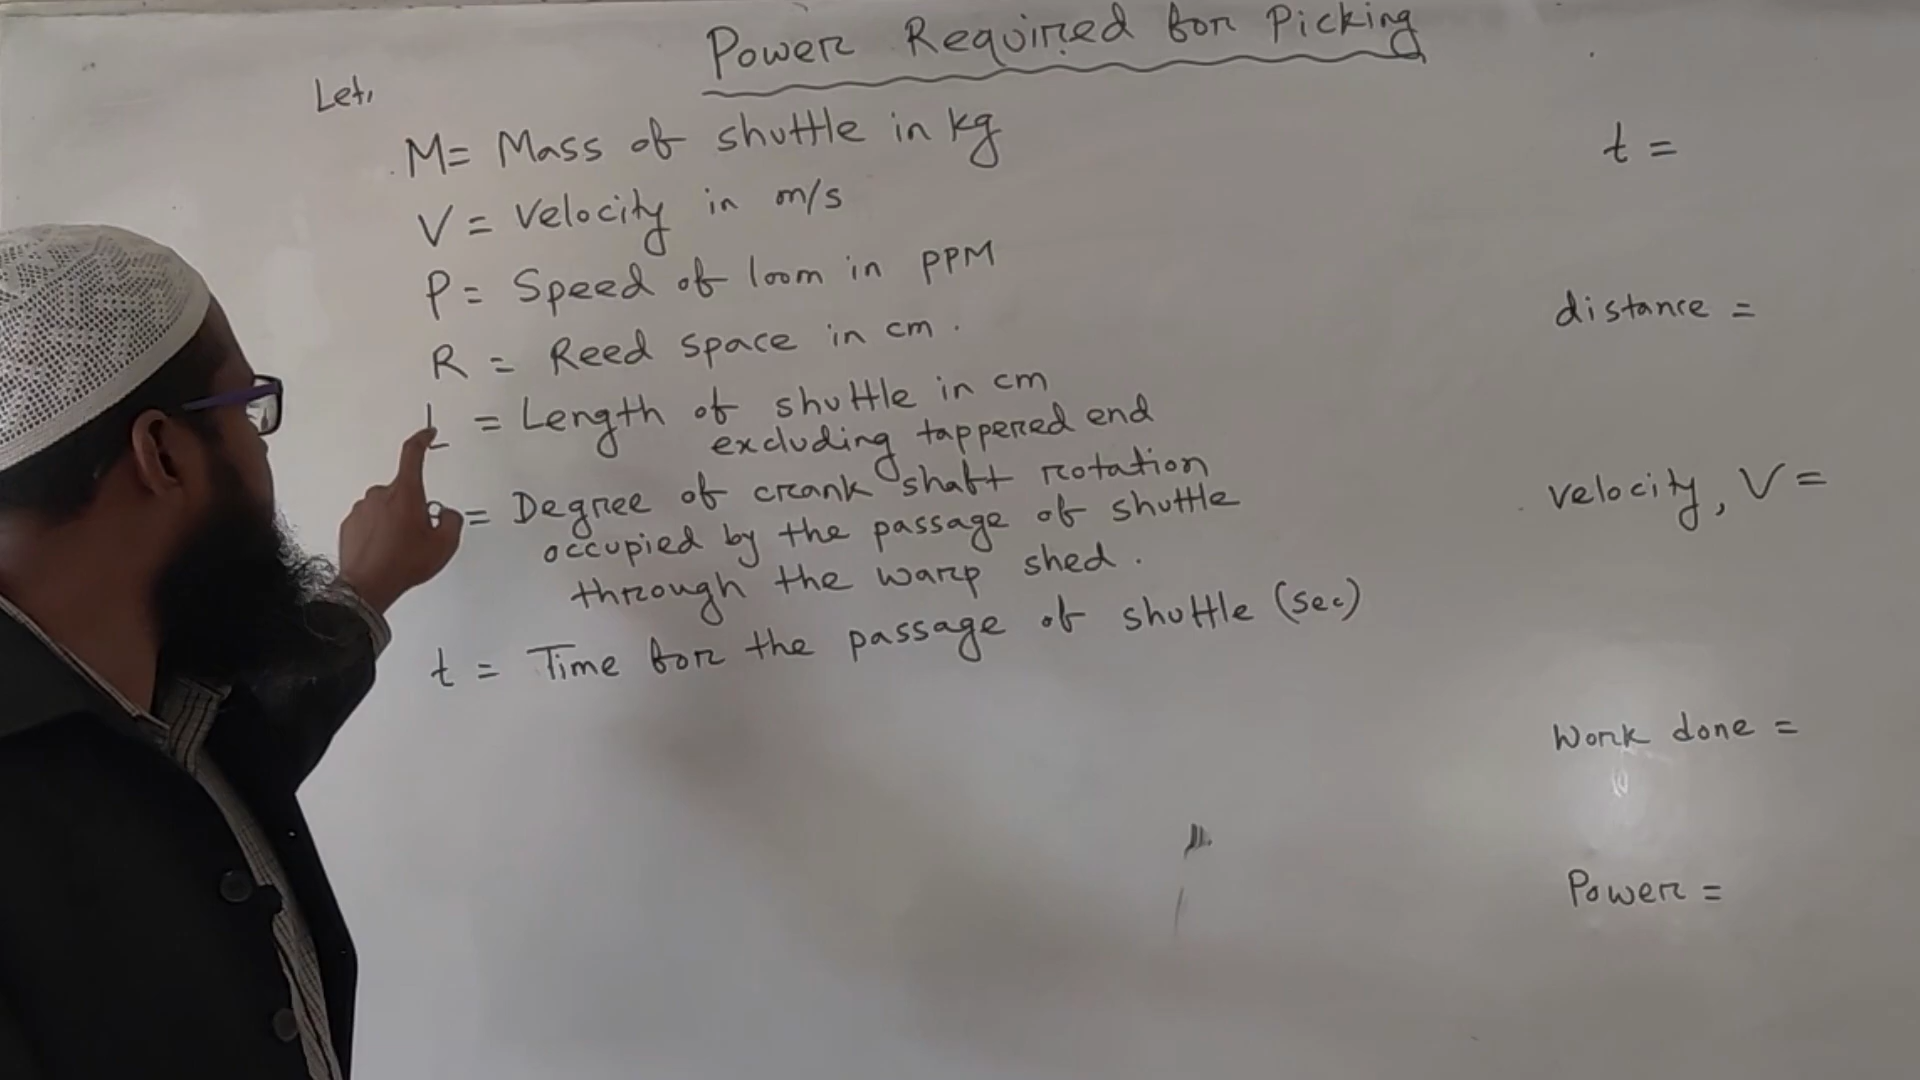 Power Required for Picking
Let,
M = Mass of shuttle in kg
V = Velocity in m/s
P = Speed of loom in PPM
R = Reed space in cm.
L = Length of shuttle in cm
excluding tappered end
= Degree of crank shaft rotation
occupied by the passage of shuttle
through the warp shed.
t = Time for the passage of shuttle (sec)
t =
distance =
velocity, V =
Work done =
Power =